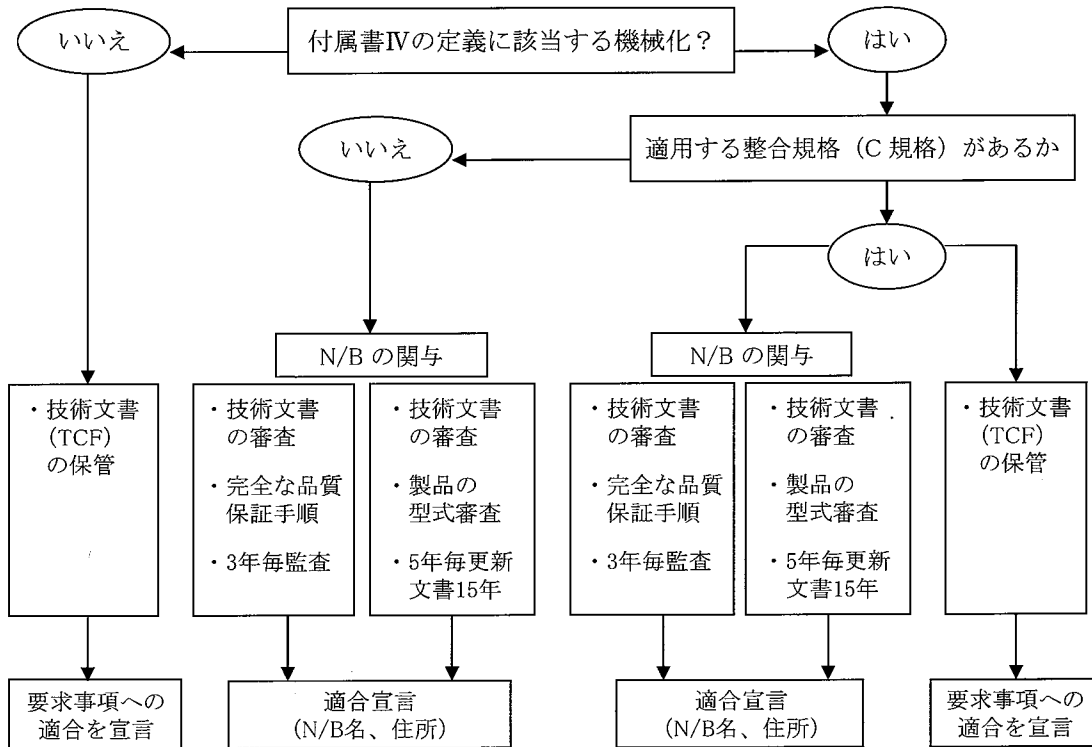 いいえ
付属書Ⅳの定義に該当する機械化？
はい
いいえ
適用する整合規格（C 規格）があるか
はい
N/B の関与
N/B の関与
・技術文書
(TCF)
の保管
・技術文書
の審査
・完全な品質
保証手順
・3年毎監査
・技術文書
の審査
・製品の
型式審査
・5年毎更新
文書15年
・技術文書
の審査
・完全な品質
保証手順
・3年毎監査
・技術文書
の審査
・製品の
型式審査
・5年毎更新
文書15年
・技術文書
(TCF)
の保管
要求事項への
適合を宣言
適合宣言
(N/B名、住所)
適合宣言
(N/B名、住所)
要求事項への
適合を宣言